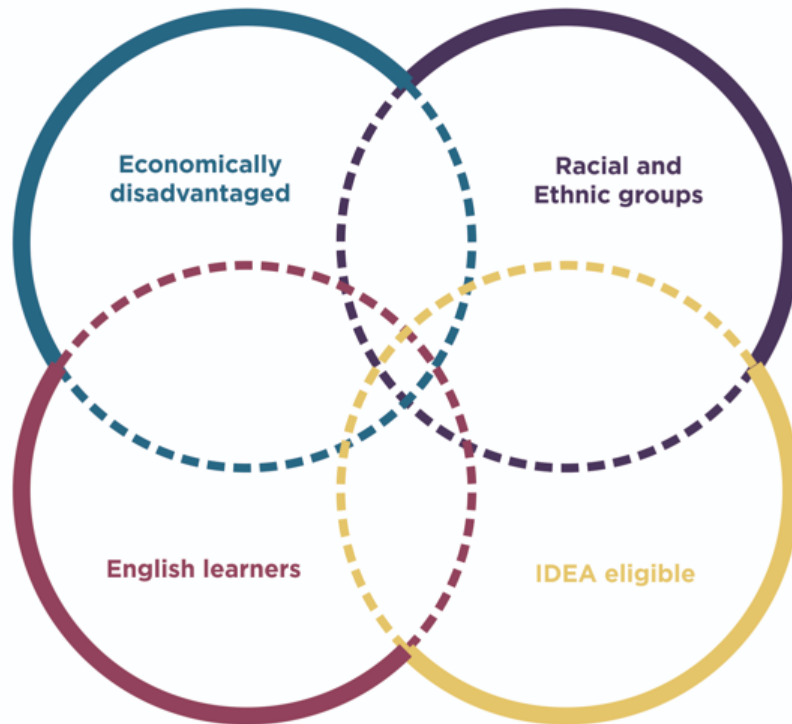 Economically
disadvantaged
Racial and
Ethnic groups
English learners
IDEA eligible